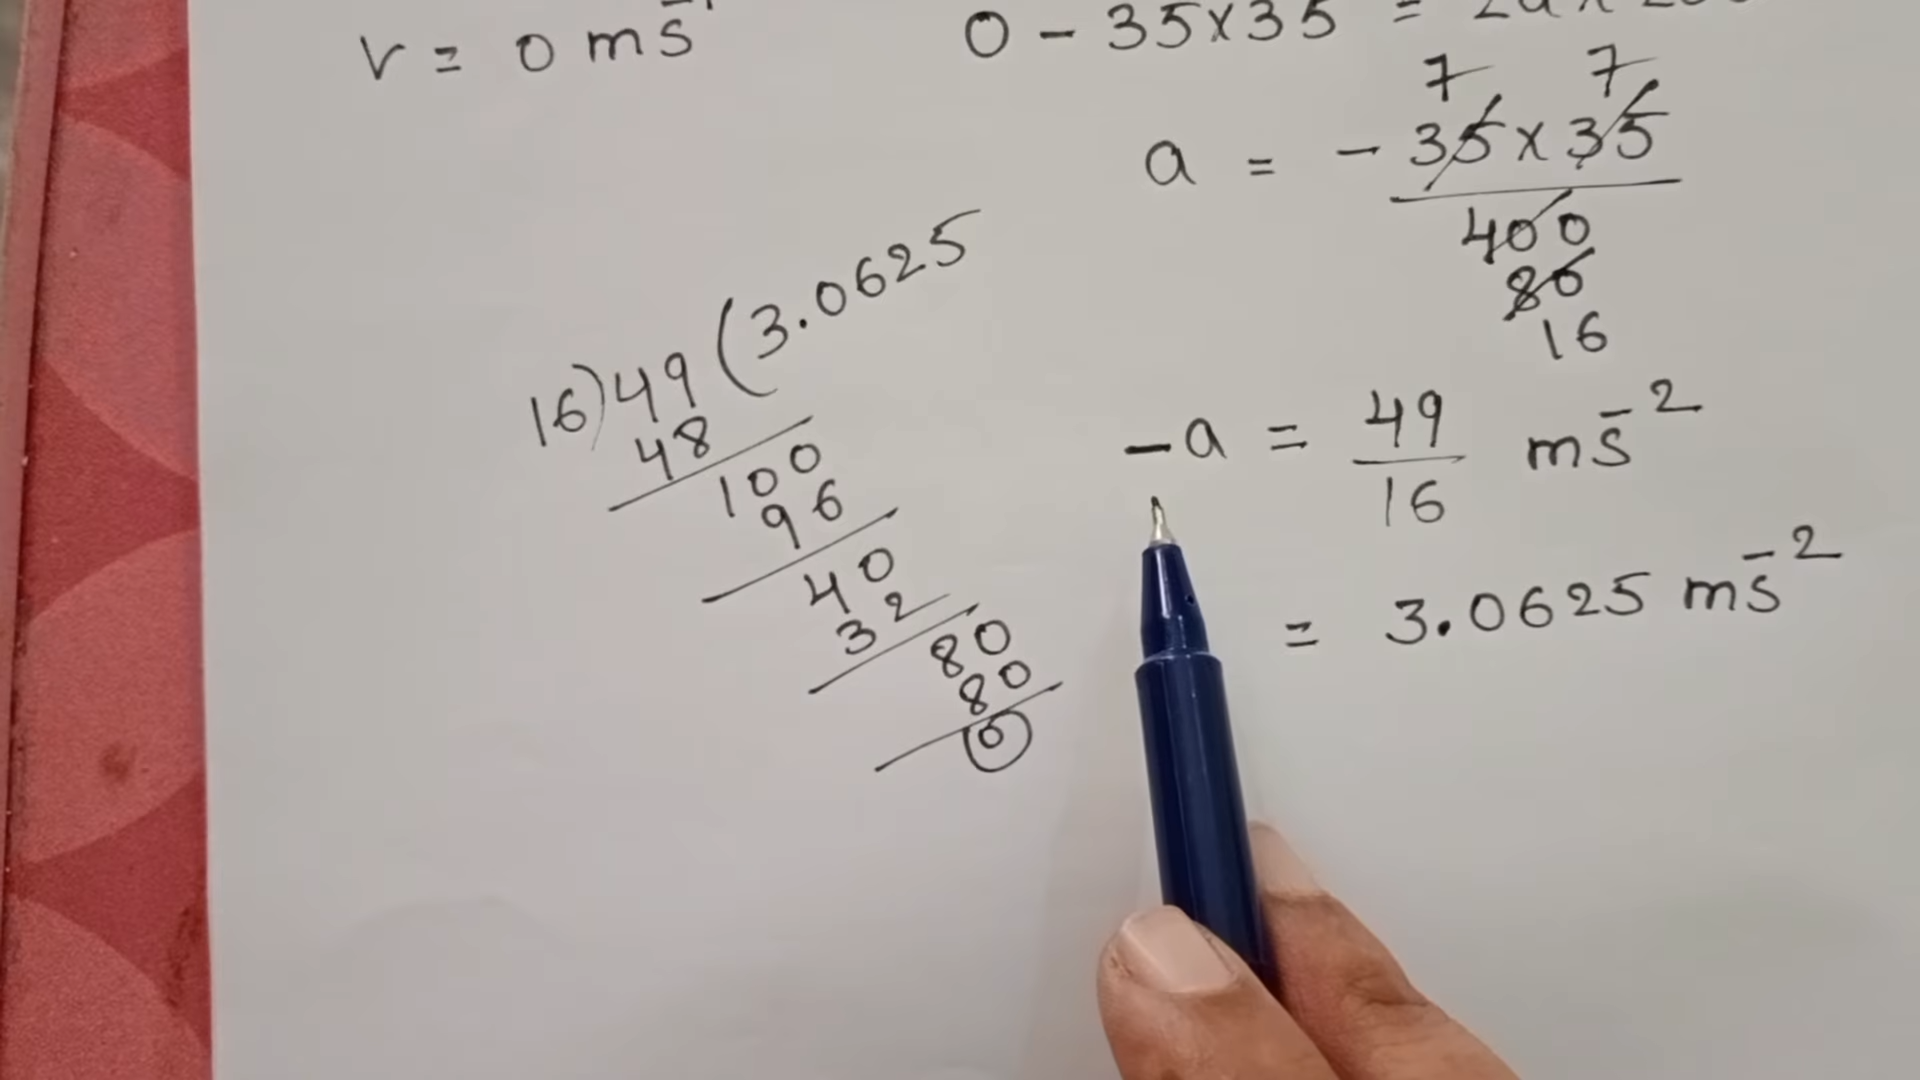 v = 0 ms⁻¹
0 - 35×35 = 2a×
7 7
a = - 35×35
400
80
16
16)49(3.0625
48
100
96
40
32
80
80
0
-a = 49/16 ms⁻²
= 3.0625 ms⁻²